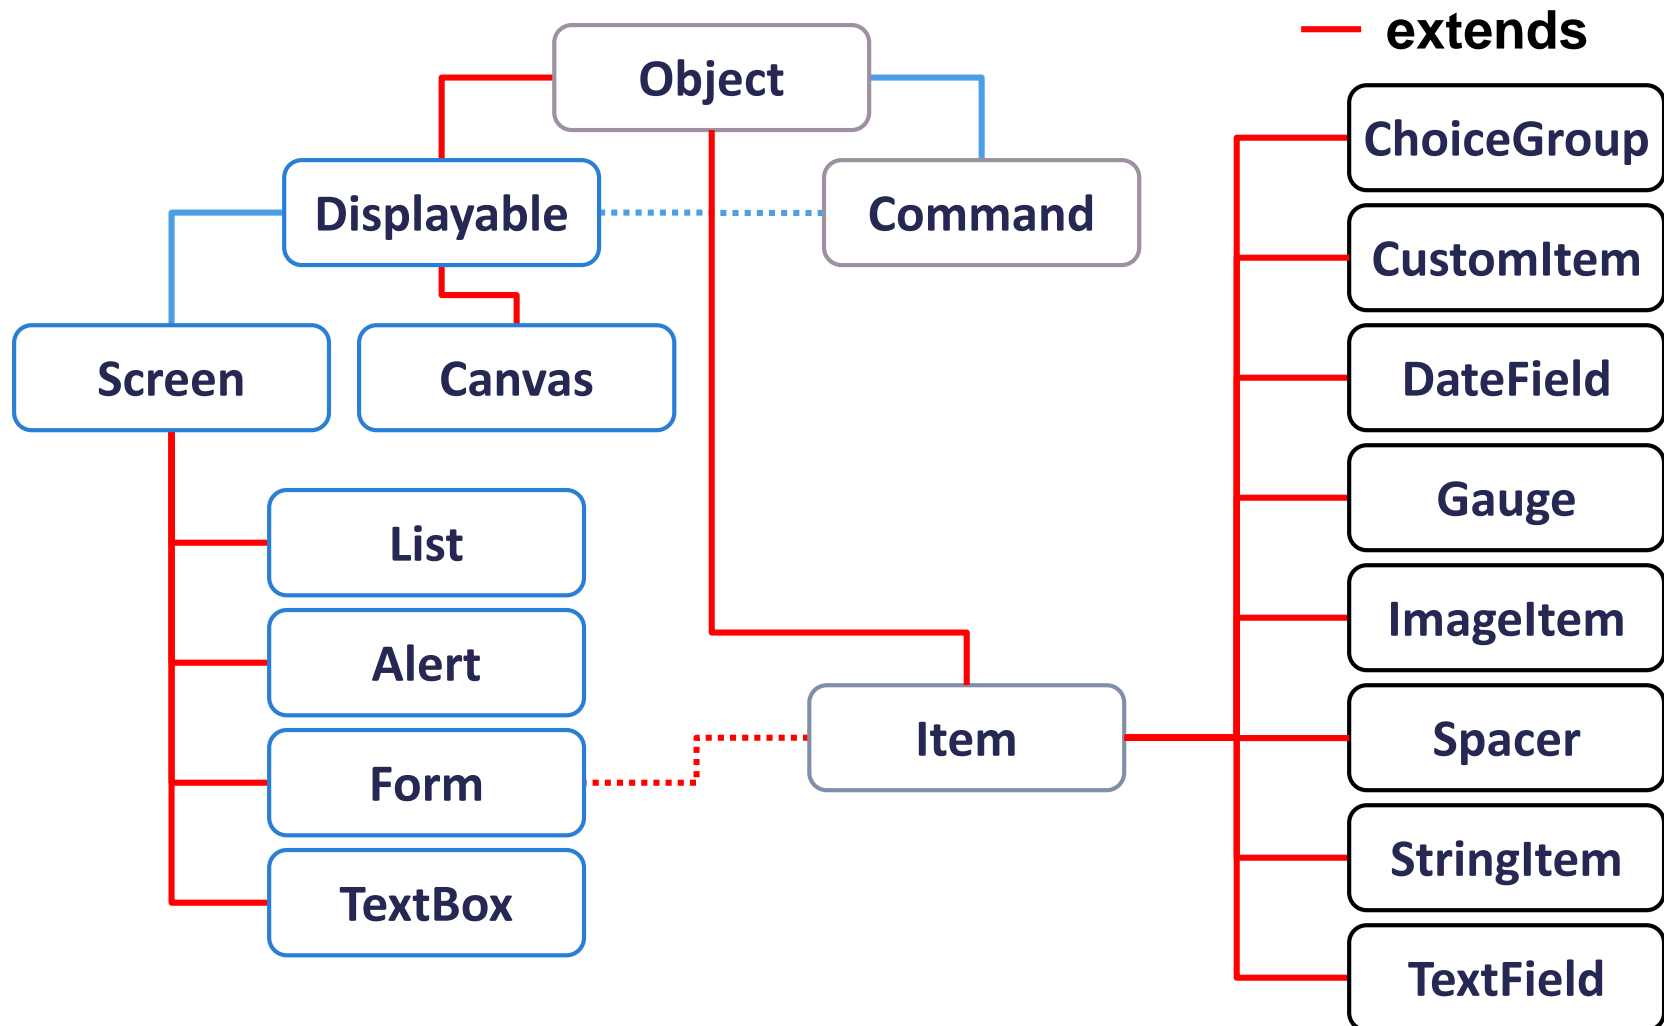 extends
Object
ChoiceGroup
Displayable
Command
CustomItem
Screen
Canvas
DateField
Gauge
List
ImageItem
Alert
Item
Spacer
Form
StringItem
TextBox
TextField